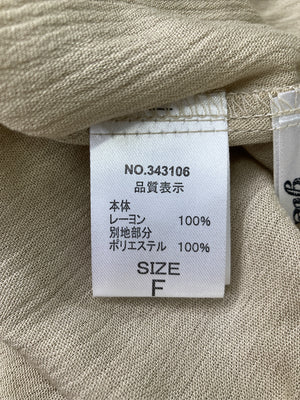 NO.343106
品質表示
本体
レーヨン 100%
別地部分
ポリエステル 100%
SIZE
F